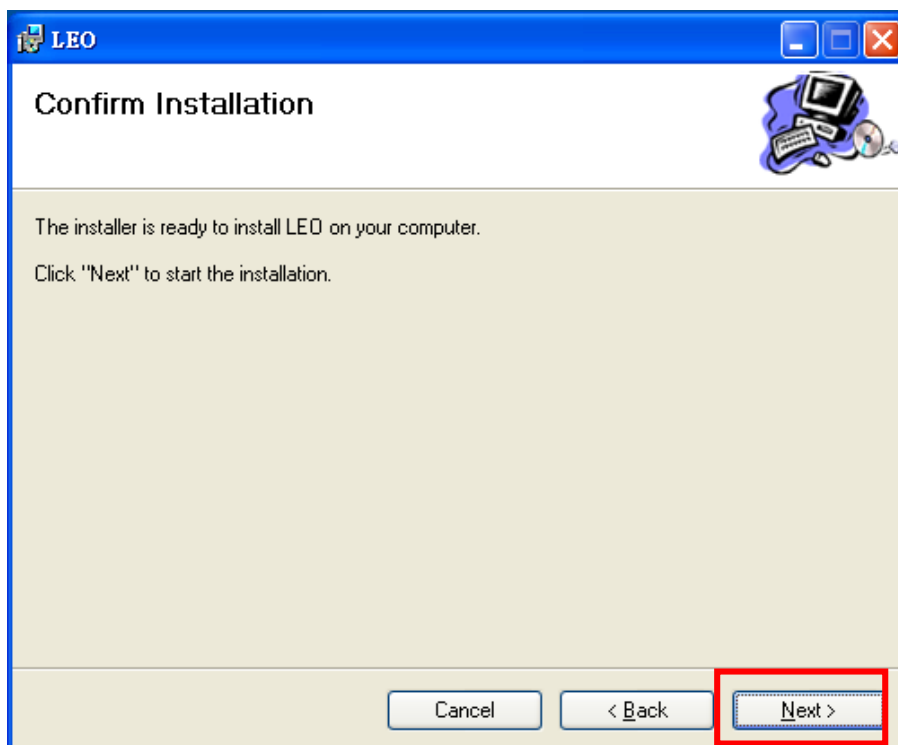 LEO
Confirm Installation
The installer is ready to install LEO on your computer.
Click "Next" to start the installation.
Cancel
< Back
Next >